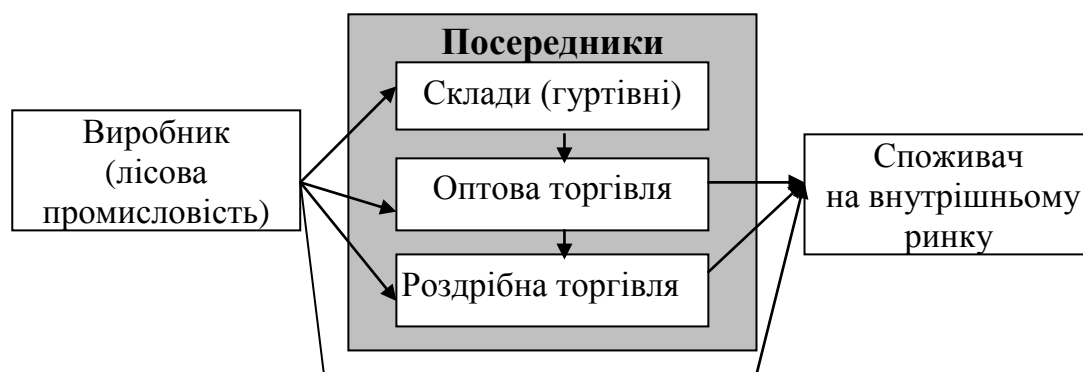 Посередники
Склади (гуртівні)
Виробник
(лісова
промисловість)
Оптова торгівля
Роздрібна торгівля
Споживач
на внутрішньому
ринку